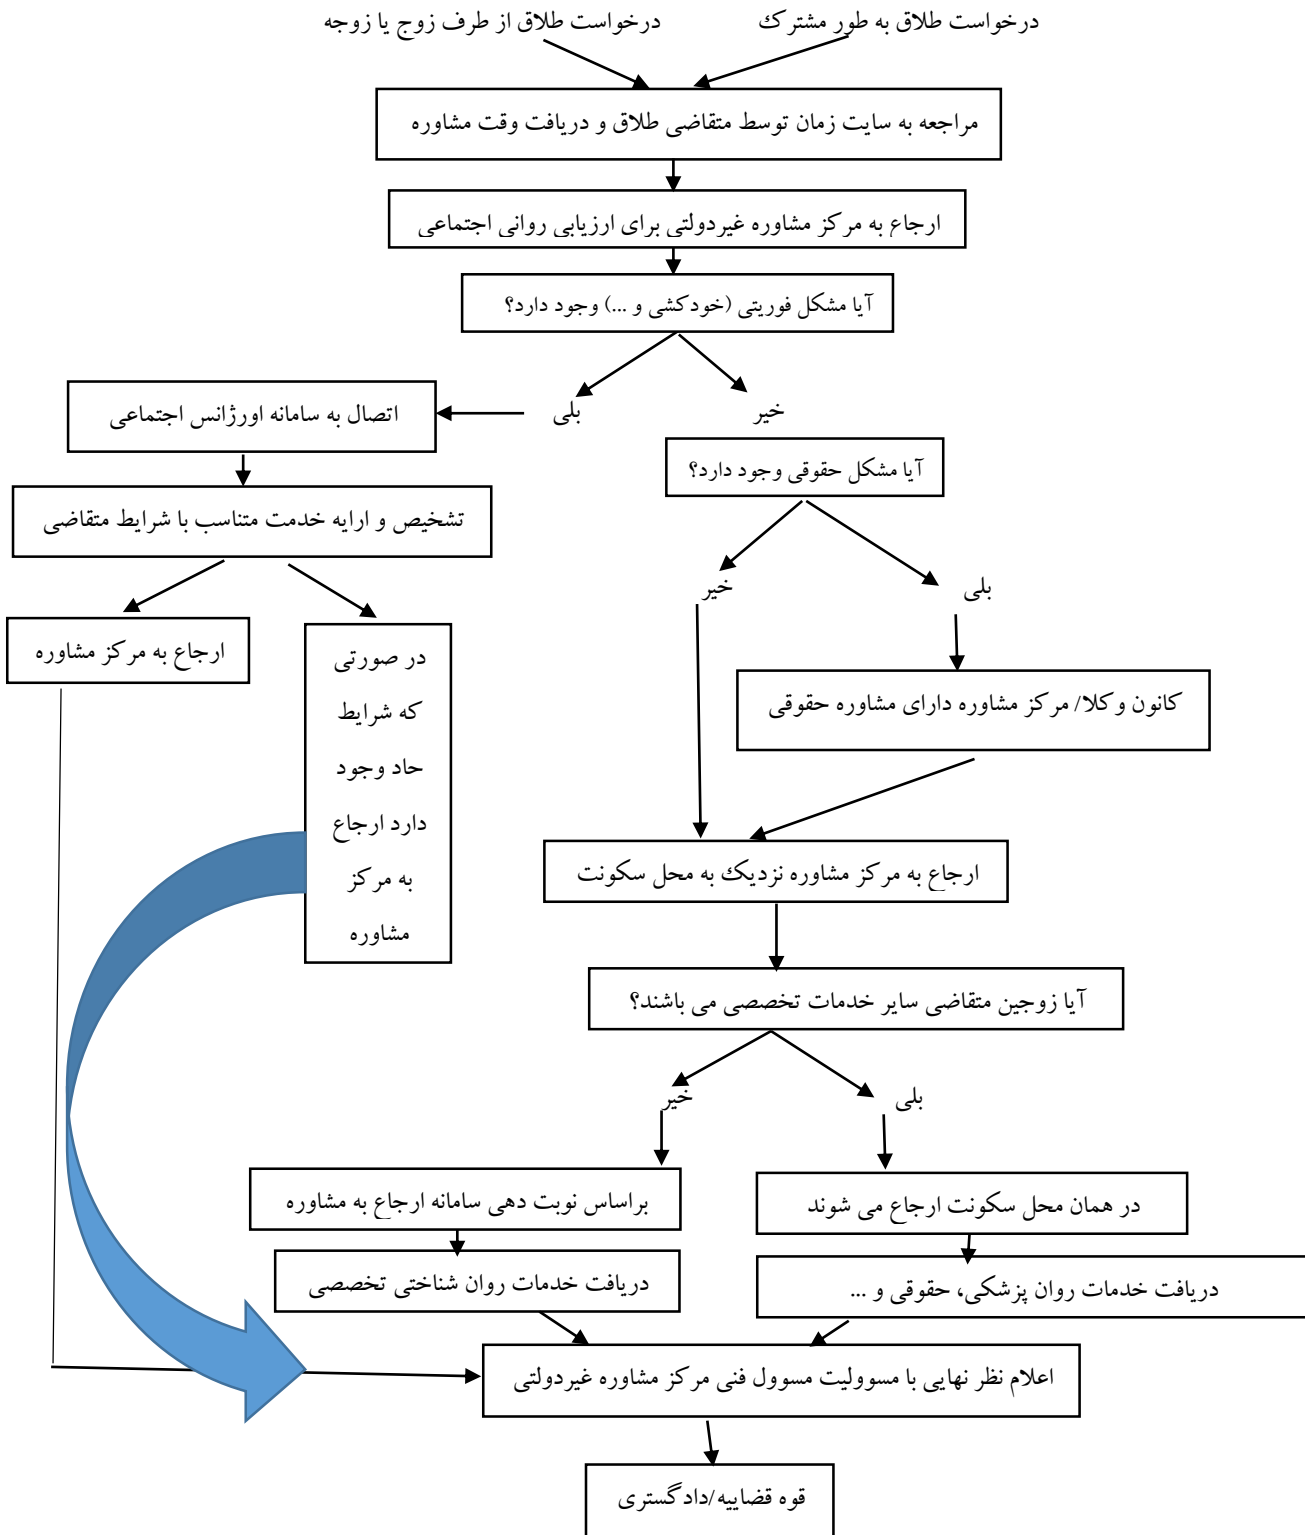 درخواست طلاق به طور مشترك
درخواست طلاق از طرف زوج یا زوجه
مراجعه به سایت زمان توسط متقاضی طلاق و دریافت وقت مشاوره
ارجاع به مرکز مشاوره غیردولتی برای ارزیابی روانی اجتماعی
آیا مشکل فوریتی (خودکشی و ...) وجود دارد؟
خیر
بلی
اتصال به سامانه اورژانس اجتماعی
آیا مشکل حقوقی وجود دارد؟
تشخیص و ارایه خدمت متناسب با شرایط متقاضی
بلی
خیر
در صورتی
که شرایط
حاد وجود
دارد ارجاع
به مرکز
مشاوره
ارجاع به مرکز مشاوره
کانون وکلا/ مرکز مشاوره دارای مشاوره حقوقی
ارجاع به مرکز مشاوره نزدیك به محل سکونت
آیا زوجین متقاضی سایر خدمات تخصصی می باشند؟
بلی
خیر
در همان محل سکونت ارجاع می شوند
براساس نوبت دهی سامانه ارجاع به مشاوره
دریافت خدمات روان پزشکی، حقوقی و ...
دریافت خدمات روان شناختی تخصصی
اعلام نظر نهایی با مسوولیت مسوول فنی مرکز مشاوره غیردولتی
قوه قضاییه/دادگستری